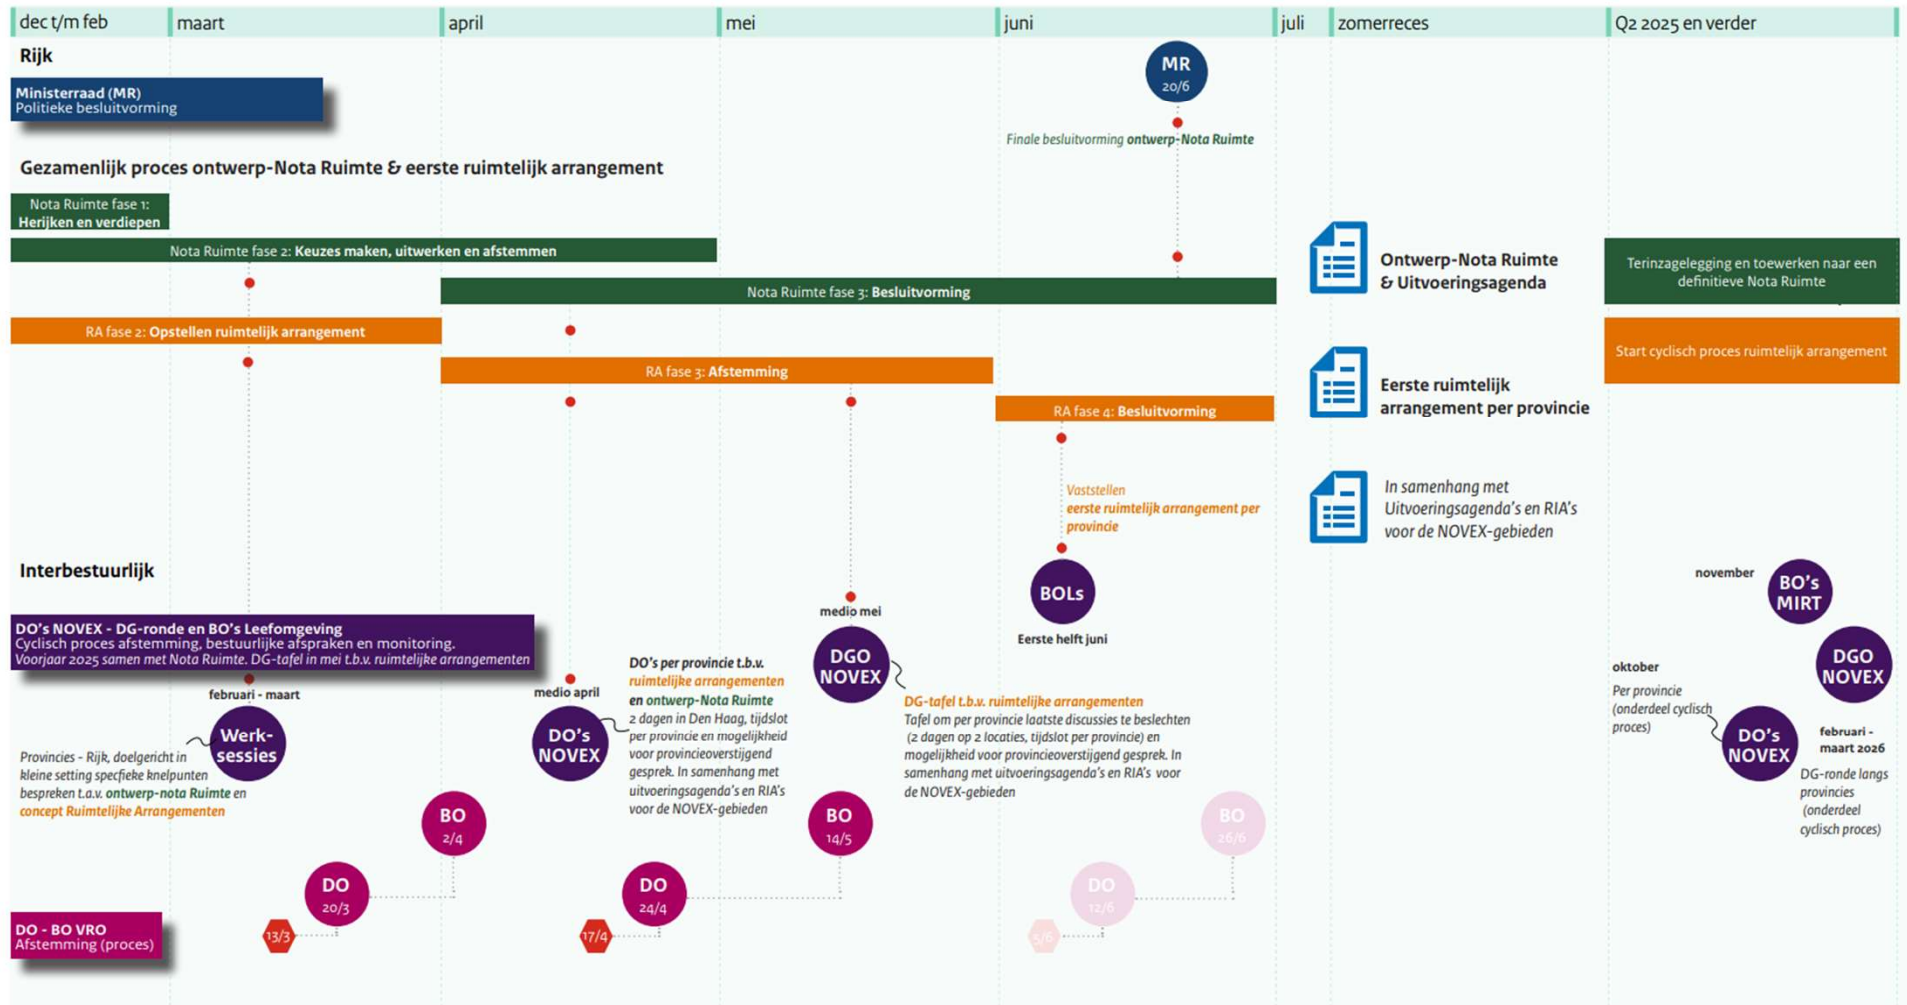 dec t/m feb
maart
april
mei
juni
juli
zomerreces
Q2 2025 en verder
Rijk
MR
20/6
Ministerraad (MR)
Politieke besluitvorming
Finale besluitvorming ontwerp-Nota Ruimte
Gezamenlijk proces ontwerp-Nota Ruimte & eerste ruimtelijk arrangement
Nota Ruimte fase 1:
Herijken en verdiepen
Nota Ruimte fase 2: Keuzes maken, uitwerken en afstemmen
Nota Ruimte fase 3: Besluitvorming
Ontwerp-Nota Ruimte
& Uitvoeringsagenda
Terinzagelegging en toewerken naar een
definitieve Nota Ruimte
RA fase 2: Opstellen ruimtelijk arrangement
RA fase 3: Afstemming
RA fase 4: Besluitvorming
Eerste ruimtelijk
arrangement per provincie
Start cyclisch proces ruimtelijk arrangement
Vaststellen
eerste ruimtelijk arrangement per
provincie
In samenhang met
Uitvoeringsagenda's en RIA's
voor de NOVEX-gebieden
Interbestuurlijk
DO's NOVEX - DG-ronde en BO's Leefomgeving
Cyclisch proces afstemming, bestuurlijke afspraken en monitoring.
Voorjaar 2025 samen met Nota Ruimte. DG-tafel in mei t.b.v. ruimtelijke arrangementen
februari - maart
Werk-
sessies
Provincies - Rijk, doelgericht in
kleine setting specfieke knelpunten
bespreken t.a.v. ontwerp-nota Ruimte en
concept Ruimtelijke Arrangementen
medio april
DO's
NOVEX
DO's per provincie t.b.v.
ruimtelijke arrangementen
en ontwerp-Nota Ruimte
2 dagen in Den Haag, tijdslot
per provincie en mogelijkheid
voor provincieoverstijgend
gesprek. In samenhang met
uitvoeringsagenda's en RIA's
voor de NOVEX-gebieden
medio mei
DGO
NOVEX
DG-tafel t.b.v. ruimtelijke arrangementen
Tafel om per provincie laatste discussies te beslechten
(2 dagen op 2 locaties, tijdslot per provincie) en
mogelijkheid voor provincieoverstijgend gesprek. In
samenhang met uitvoeringsagenda's en RIA's voor
de NOVEX-gebieden
BOLs
Eerste helft juni
november
BO's
MIRT
DGO
NOVEX
oktober
Per provincie
(onderdeel cyclisch
proces)
DO's
NOVEX
februari -
maart 2026
DG-ronde langs
provincies
(onderdeel
cyclisch proces)
BO
2/4
BO
14/5
BO
26/6
DO
20/3
DO
24/4
DO
12/6
DO - BO VRO
Afstemming (proces)
13/3
17/4
5/6